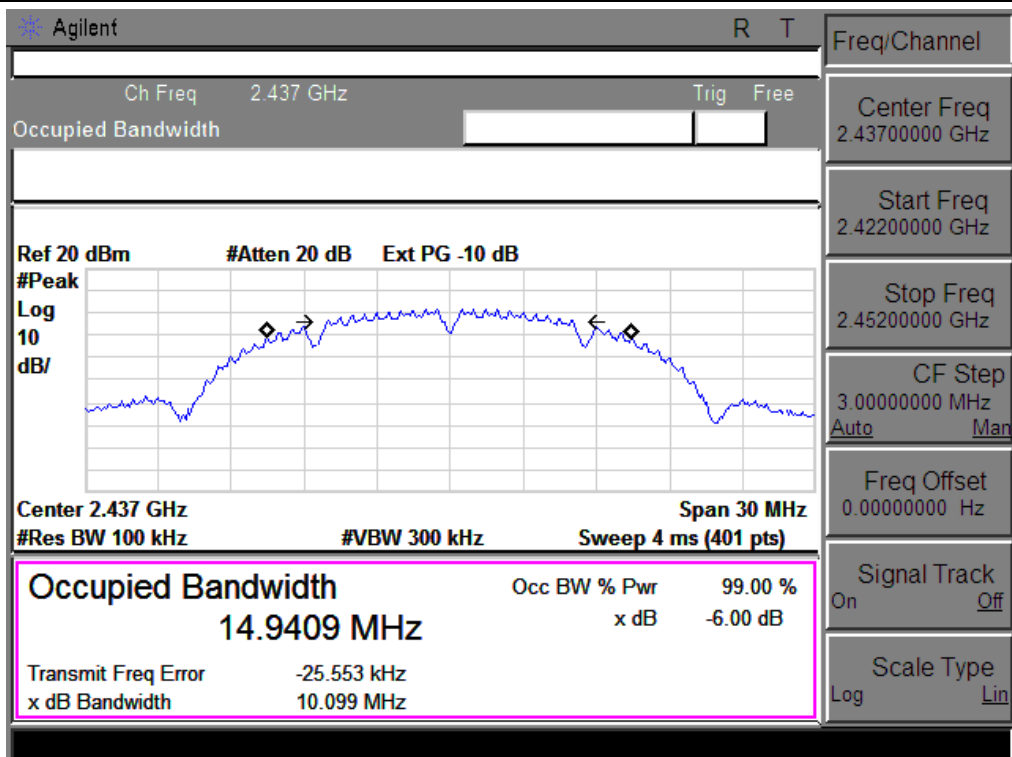 Agilent R T
Freq/Channel
Ch Freq 2.437 GHz Trig Free
Occupied Bandwidth
Center Freq
2.43700000 GHz
Start Freq
2.42200000 GHz
Stop Freq
2.45200000 GHz
CF Step
3.00000000 MHz
Auto Man
Freq Offset
0.00000000 Hz
Signal Track
On Off
Scale Type
Log Lin
Ref 20 dBm #Atten 20 dB Ext PG -10 dB
#Peak
Log
10
dB/
Center 2.437 GHz Span 30 MHz
#Res BW 100 kHz #VBW 300 kHz Sweep 4 ms (401 pts)
Occupied Bandwidth Occ BW % Pwr 99.00 %
14.9409 MHz x dB -6.00 dB
Transmit Freq Error -25.553 kHz
x dB Bandwidth 10.099 MHz